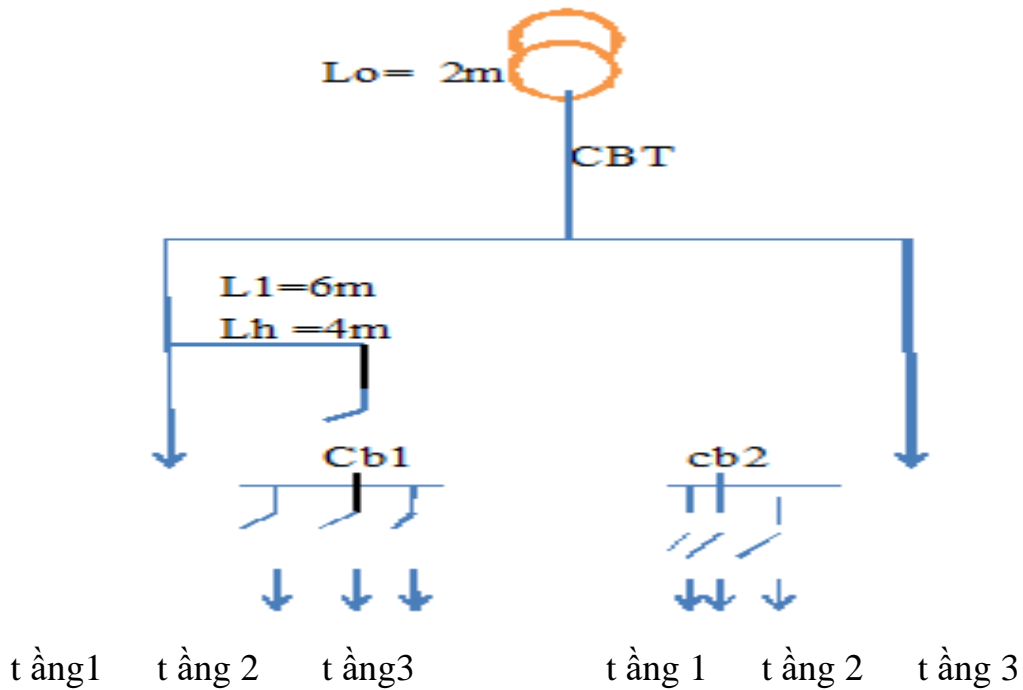 Lo= 2m
CBT
L1=6m
Lh =4m
Cb1 cb2
t ầng1 t ầng 2 t ầng3 t ầng 1 t ầng 2 t ầng 3